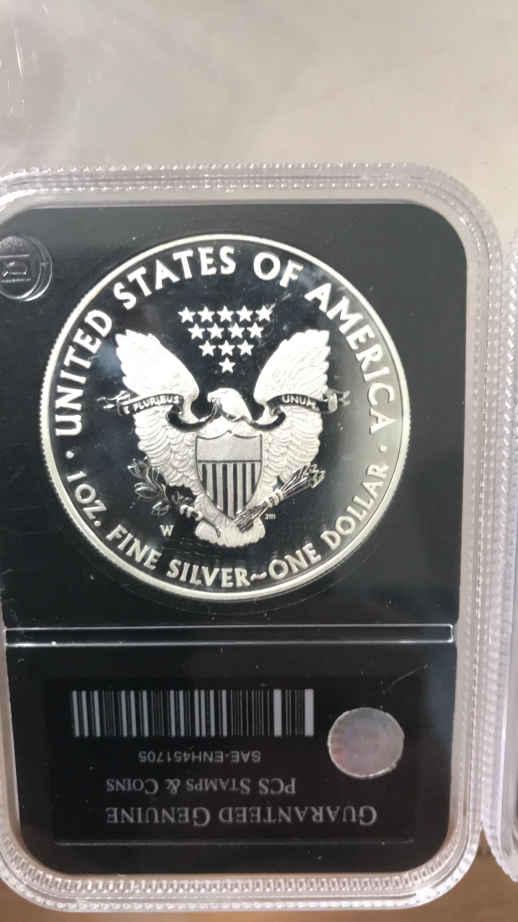 UNITED STATES OF AMERICA
E PLURIBUS UNUM
W
· 1 OZ. FINE SILVER~ONE DOLLAR ·
GUARANTEED GENUINE
PCS STAMPS & COINS
SAE-ENH451705